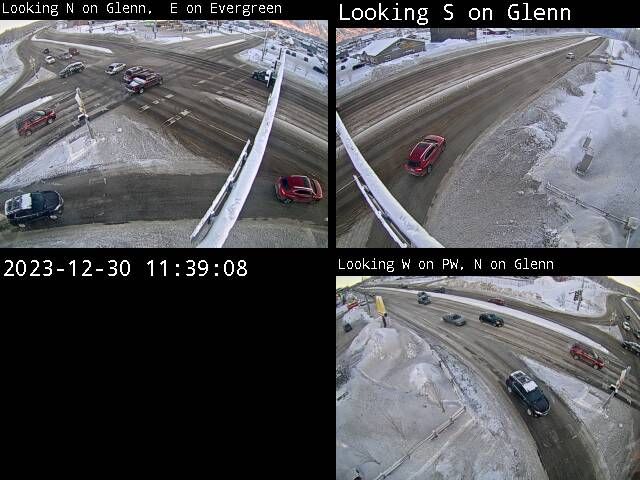 Looking N on Glenn,  E on Evergreen
Looking S on Glenn
2023-12-30 11:39:08
Looking W on PW, N on Glenn